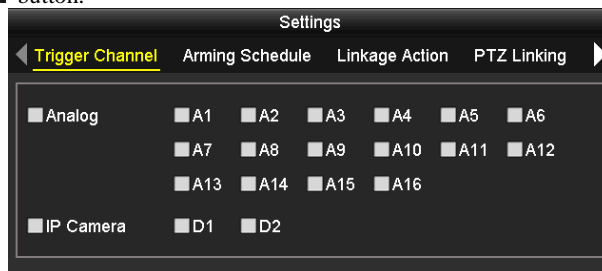 button.
Settings
Trigger Channel Arming Schedule Linkage Action PTZ Linking
Analog A1 A2 A3 A4 A5 A6
A7 A8 A9 A10 A11 A12
A13 A14 A15 A16
IP Camera D1 D2